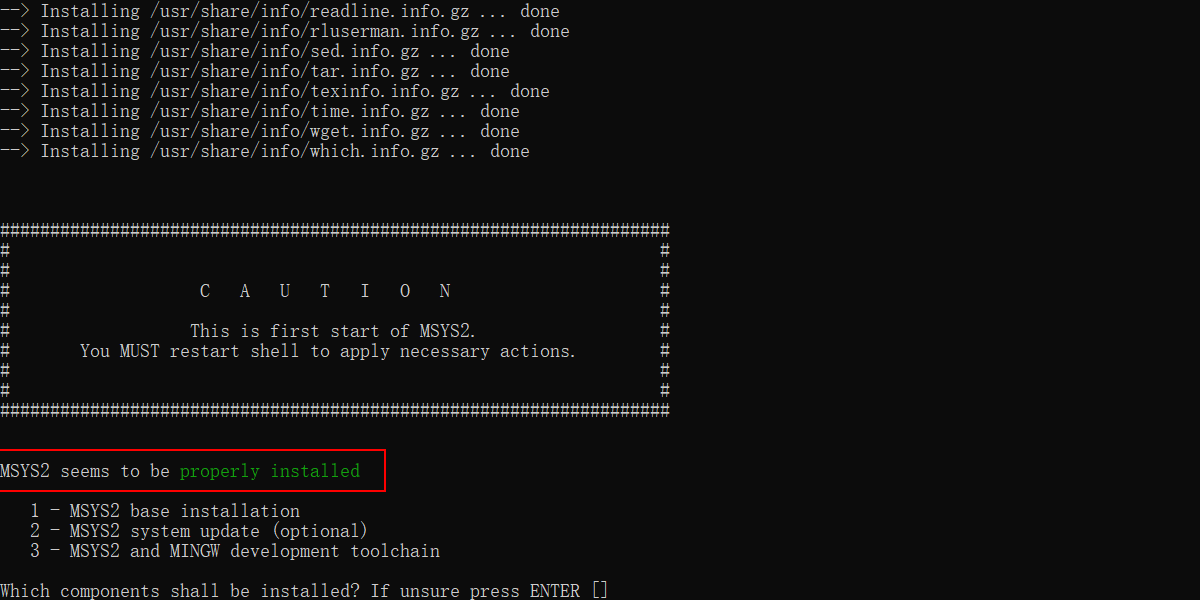 --> Installing /usr/share/info/readline.info.gz ... done
--> Installing /usr/share/info/rluserman.info.gz ... done
--> Installing /usr/share/info/sed.info.gz ... done
--> Installing /usr/share/info/tar.info.gz ... done
--> Installing /usr/share/info/texinfo.info.gz ... done
--> Installing /usr/share/info/time.info.gz ... done
--> Installing /usr/share/info/wget.info.gz ... done
--> Installing /usr/share/info/which.info.gz ... done
###################################################################
#                                                                 #
#                                                                 #
#                   C   A   U   T   I   O   N                     #
#                                                                 #
#                  This is first start of MSYS2.                  #
#       You MUST restart shell to apply necessary actions.        #
#                                                                 #
#                                                                 #
###################################################################
MSYS2 seems to be properly installed
1 - MSYS2 base installation
2 - MSYS2 system update (optional)
3 - MSYS2 and MINGW development toolchain
Which components shall be installed? If unsure press ENTER []